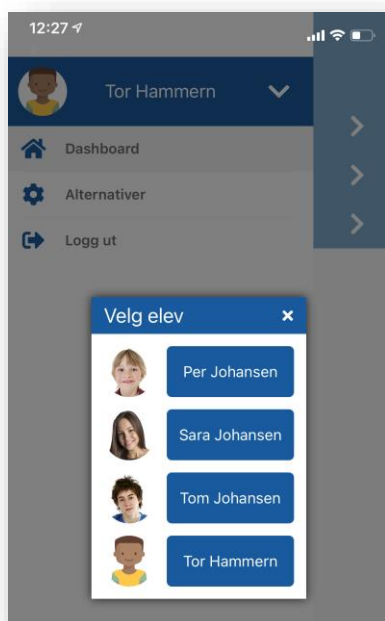 12:27
Tor Hammern
Dashboard
Alternativer
Logg ut
Velg elev ×
Per Johansen
Sara Johansen
Tom Johansen
Tor Hammern